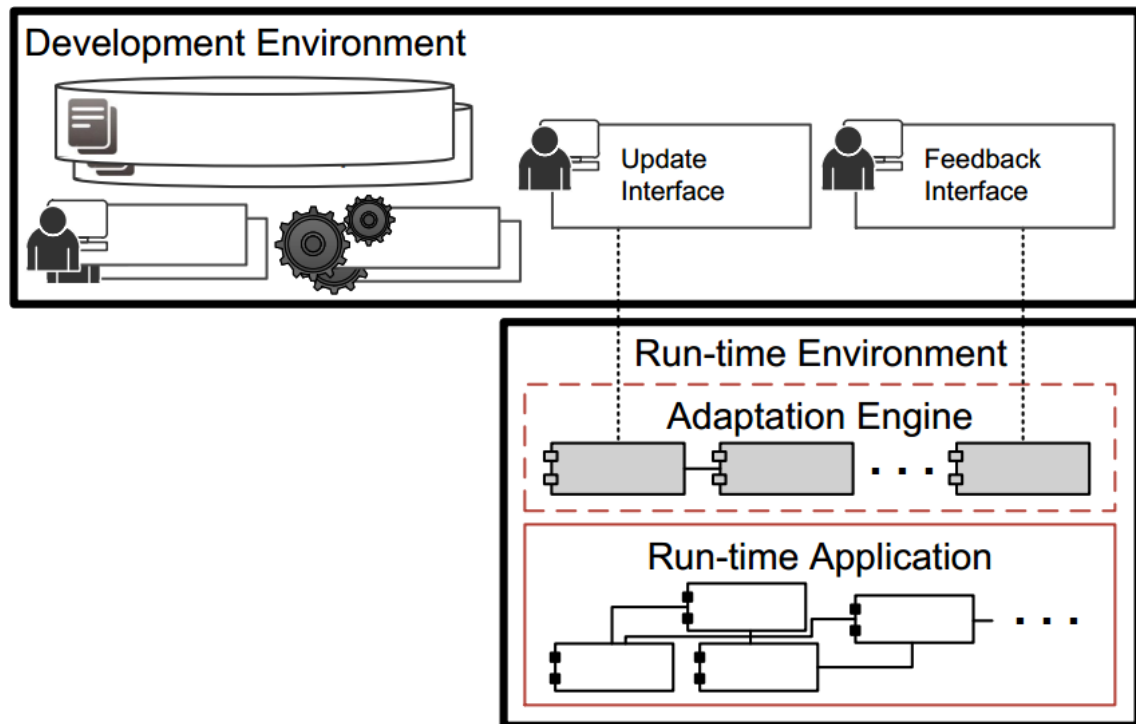 Development Environment
Update
Interface
Feedback
Interface
Run-time Environment
Adaptation Engine
. . .
Run-time Application
. . .